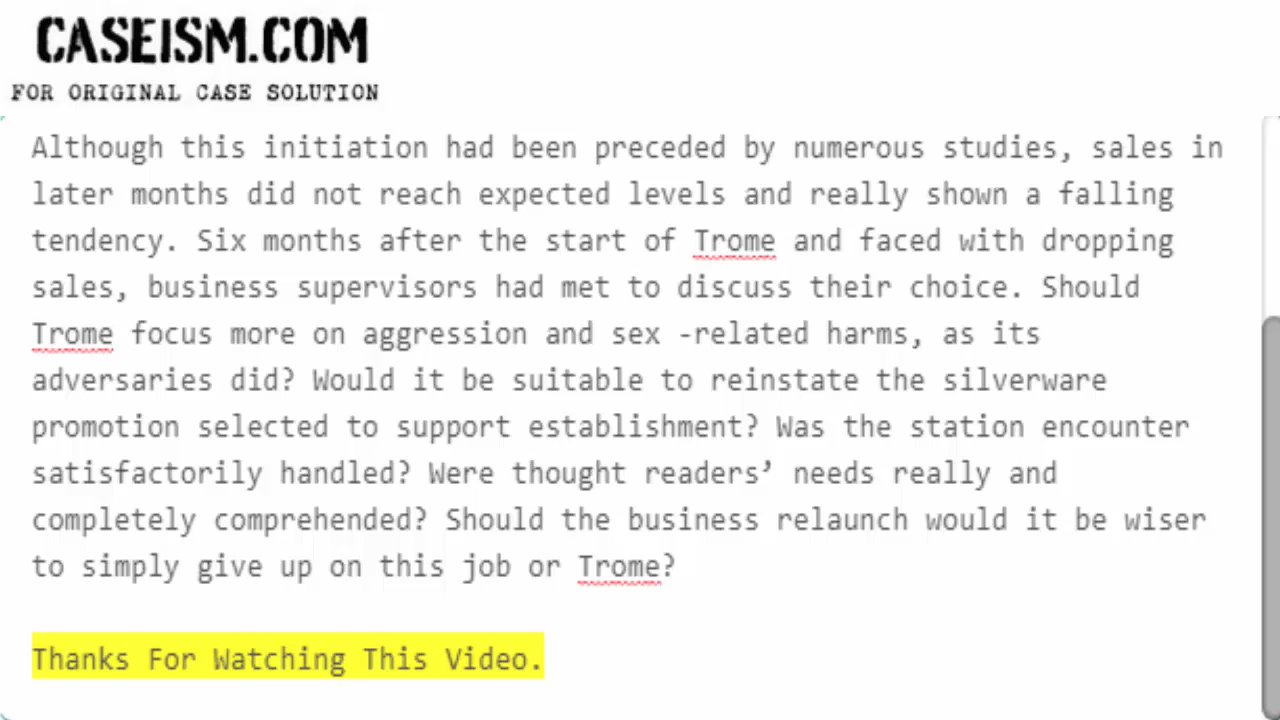 CASEISM.COM
FOR ORIGINAL CASE SOLUTION
Although this initiation had been preceded by numerous studies, sales in
later months did not reach expected levels and really shown a falling
tendency. Six months after the start of Trome and faced with dropping
sales, business supervisors had met to discuss their choice. Should
Trome focus more on aggression and sex -related harms, as its
adversaries did? Would it be suitable to reinstate the silverware
promotion selected to support establishment? Was the station encounter
satisfactorily handled? Were thought readers’ needs really and
completely comprehended? Should the business relaunch would it be wiser
to simply give up on this job or Trome?
Thanks For Watching This Video.